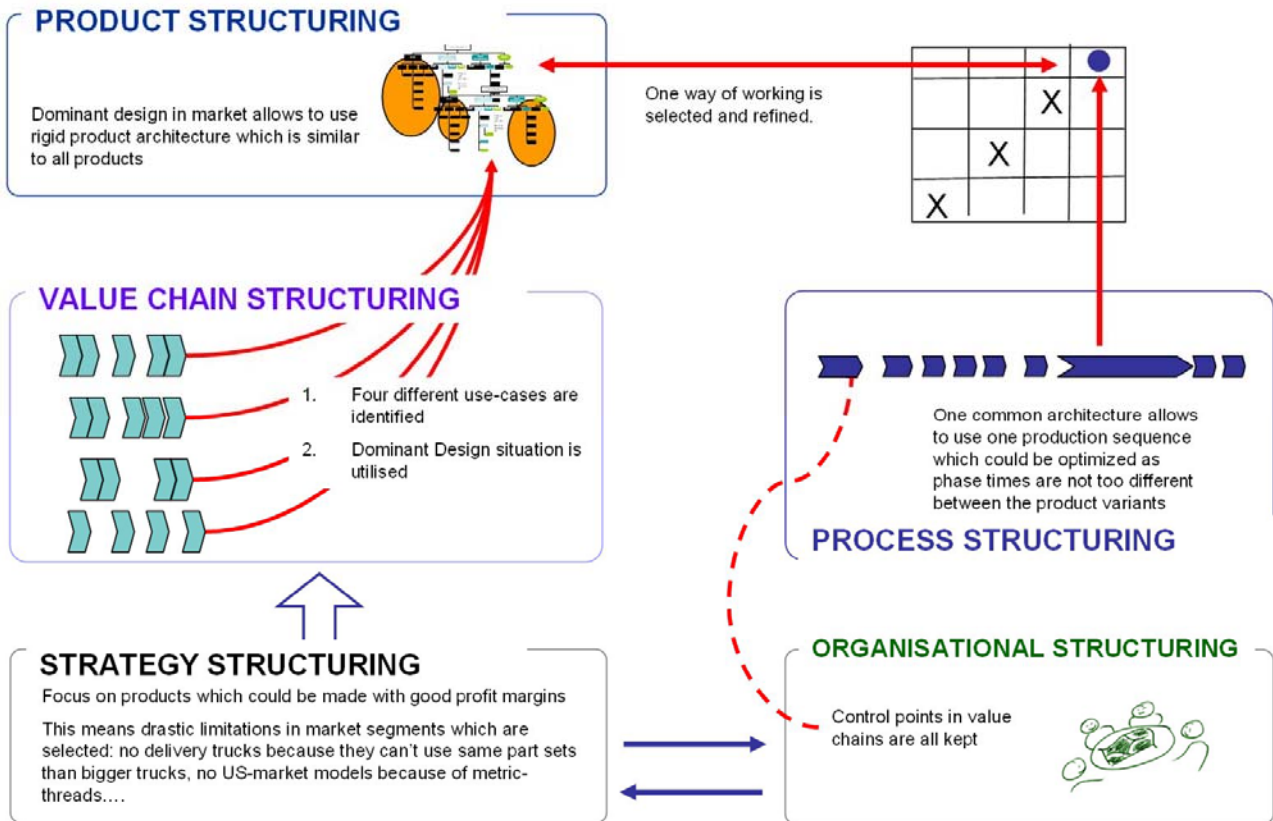 PRODUCT STRUCTURING
Dominant design in market allows to use
rigid product architecture which is similar
to all products
One way of working is
selected and refined.
X
X
X
VALUE CHAIN STRUCTURING
1. Four different use-cases are
identified
2. Dominant Design situation is
utilised
One common architecture allows
to use one production sequence
which could be optimized as
phase times are not too different
between the product variants
PROCESS STRUCTURING
STRATEGY STRUCTURING
Focus on products which could be made with good profit margins
This means drastic limitations in market segments which are
selected: no delivery trucks because they can't use same part sets
than bigger trucks, no US-market models because of metric-
threads....
ORGANISATIONAL STRUCTURING
Control points in value
chains are all kept